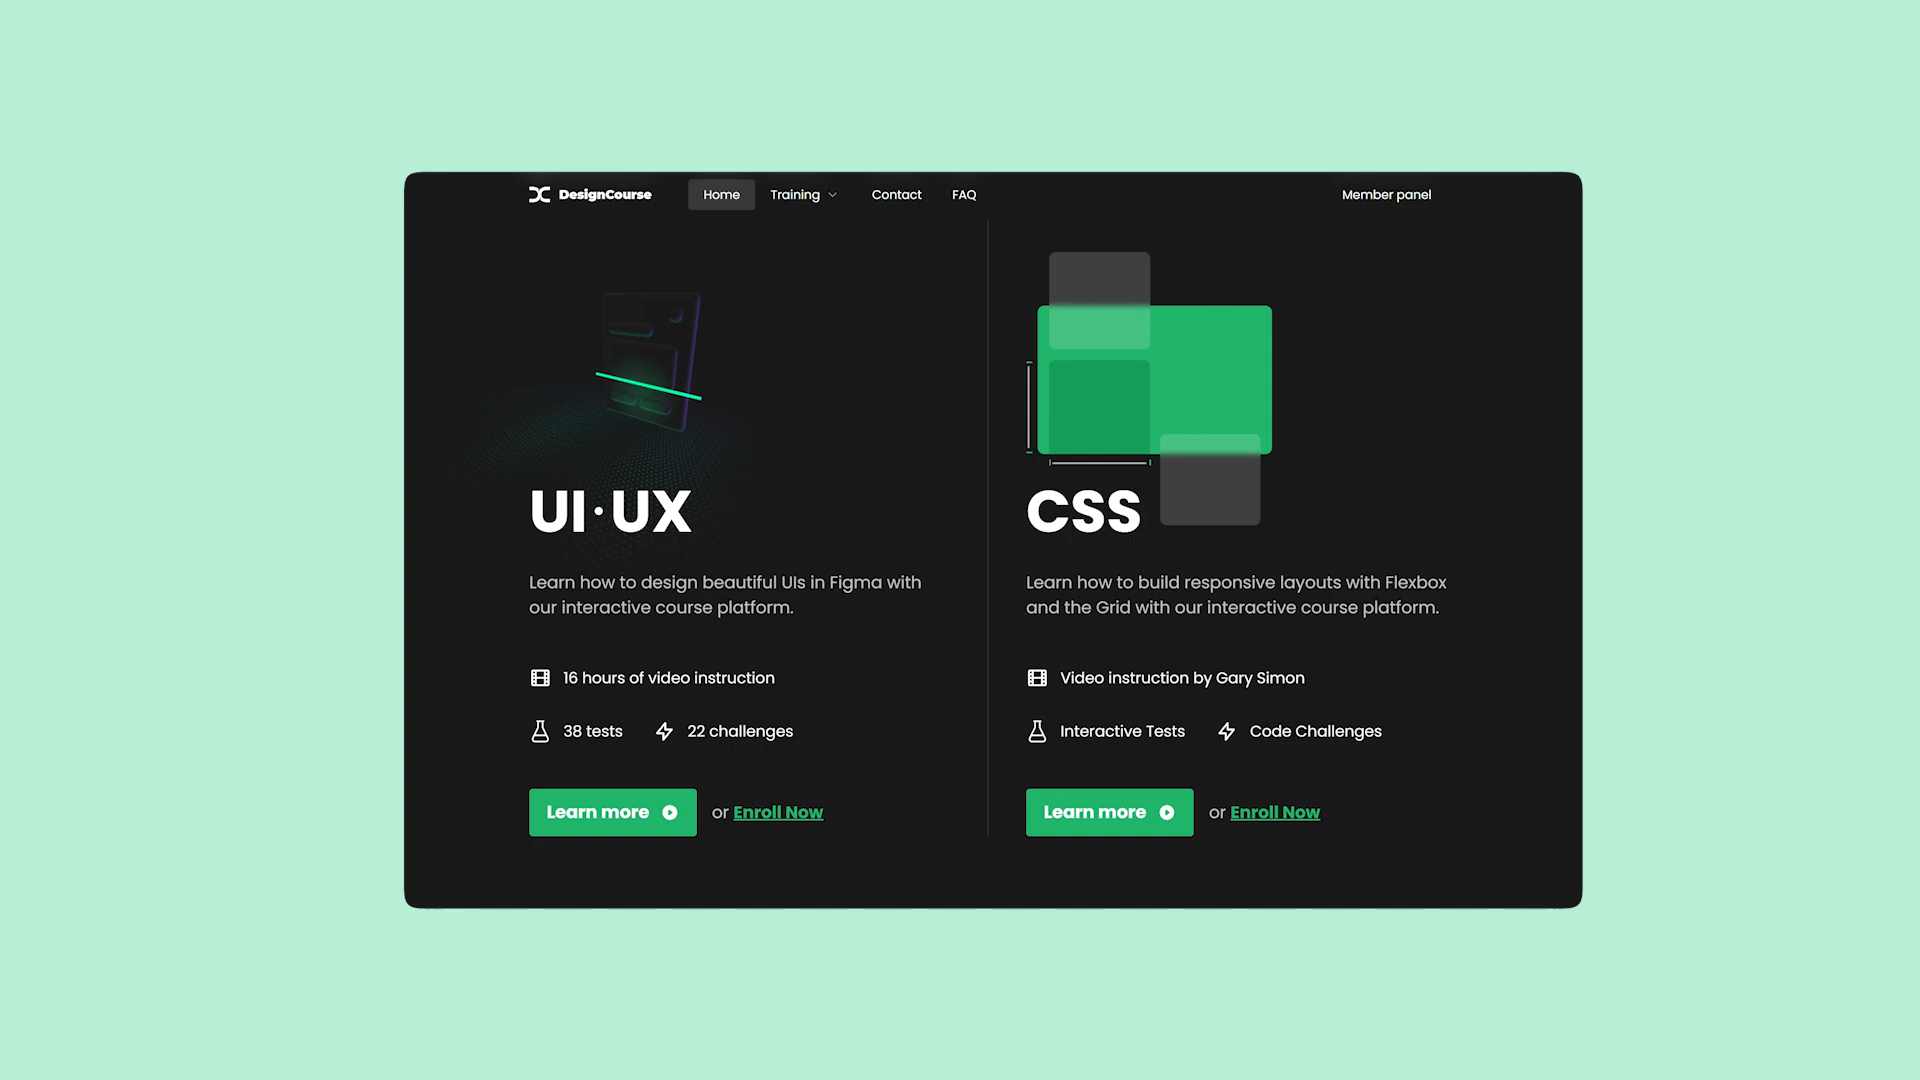 DesignCourse
Home
Training
Contact
FAQ
Member panel
UI·UX
Learn how to design beautiful UIs in Figma with
our interactive course platform.
16 hours of video instruction
38 tests
22 challenges
Learn more
or Enroll Now
CSS
Learn how to build responsive layouts with Flexbox
and the Grid with our interactive course platform.
Video instruction by Gary Simon
Interactive Tests
Code Challenges
Learn more
or Enroll Now